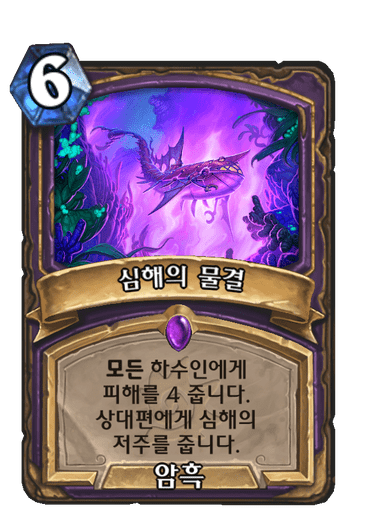 6
심해의 물결
모든 하수인에게
피해를 4 줍니다.
상대편에게 심해의
저주를 줍니다.
암흑